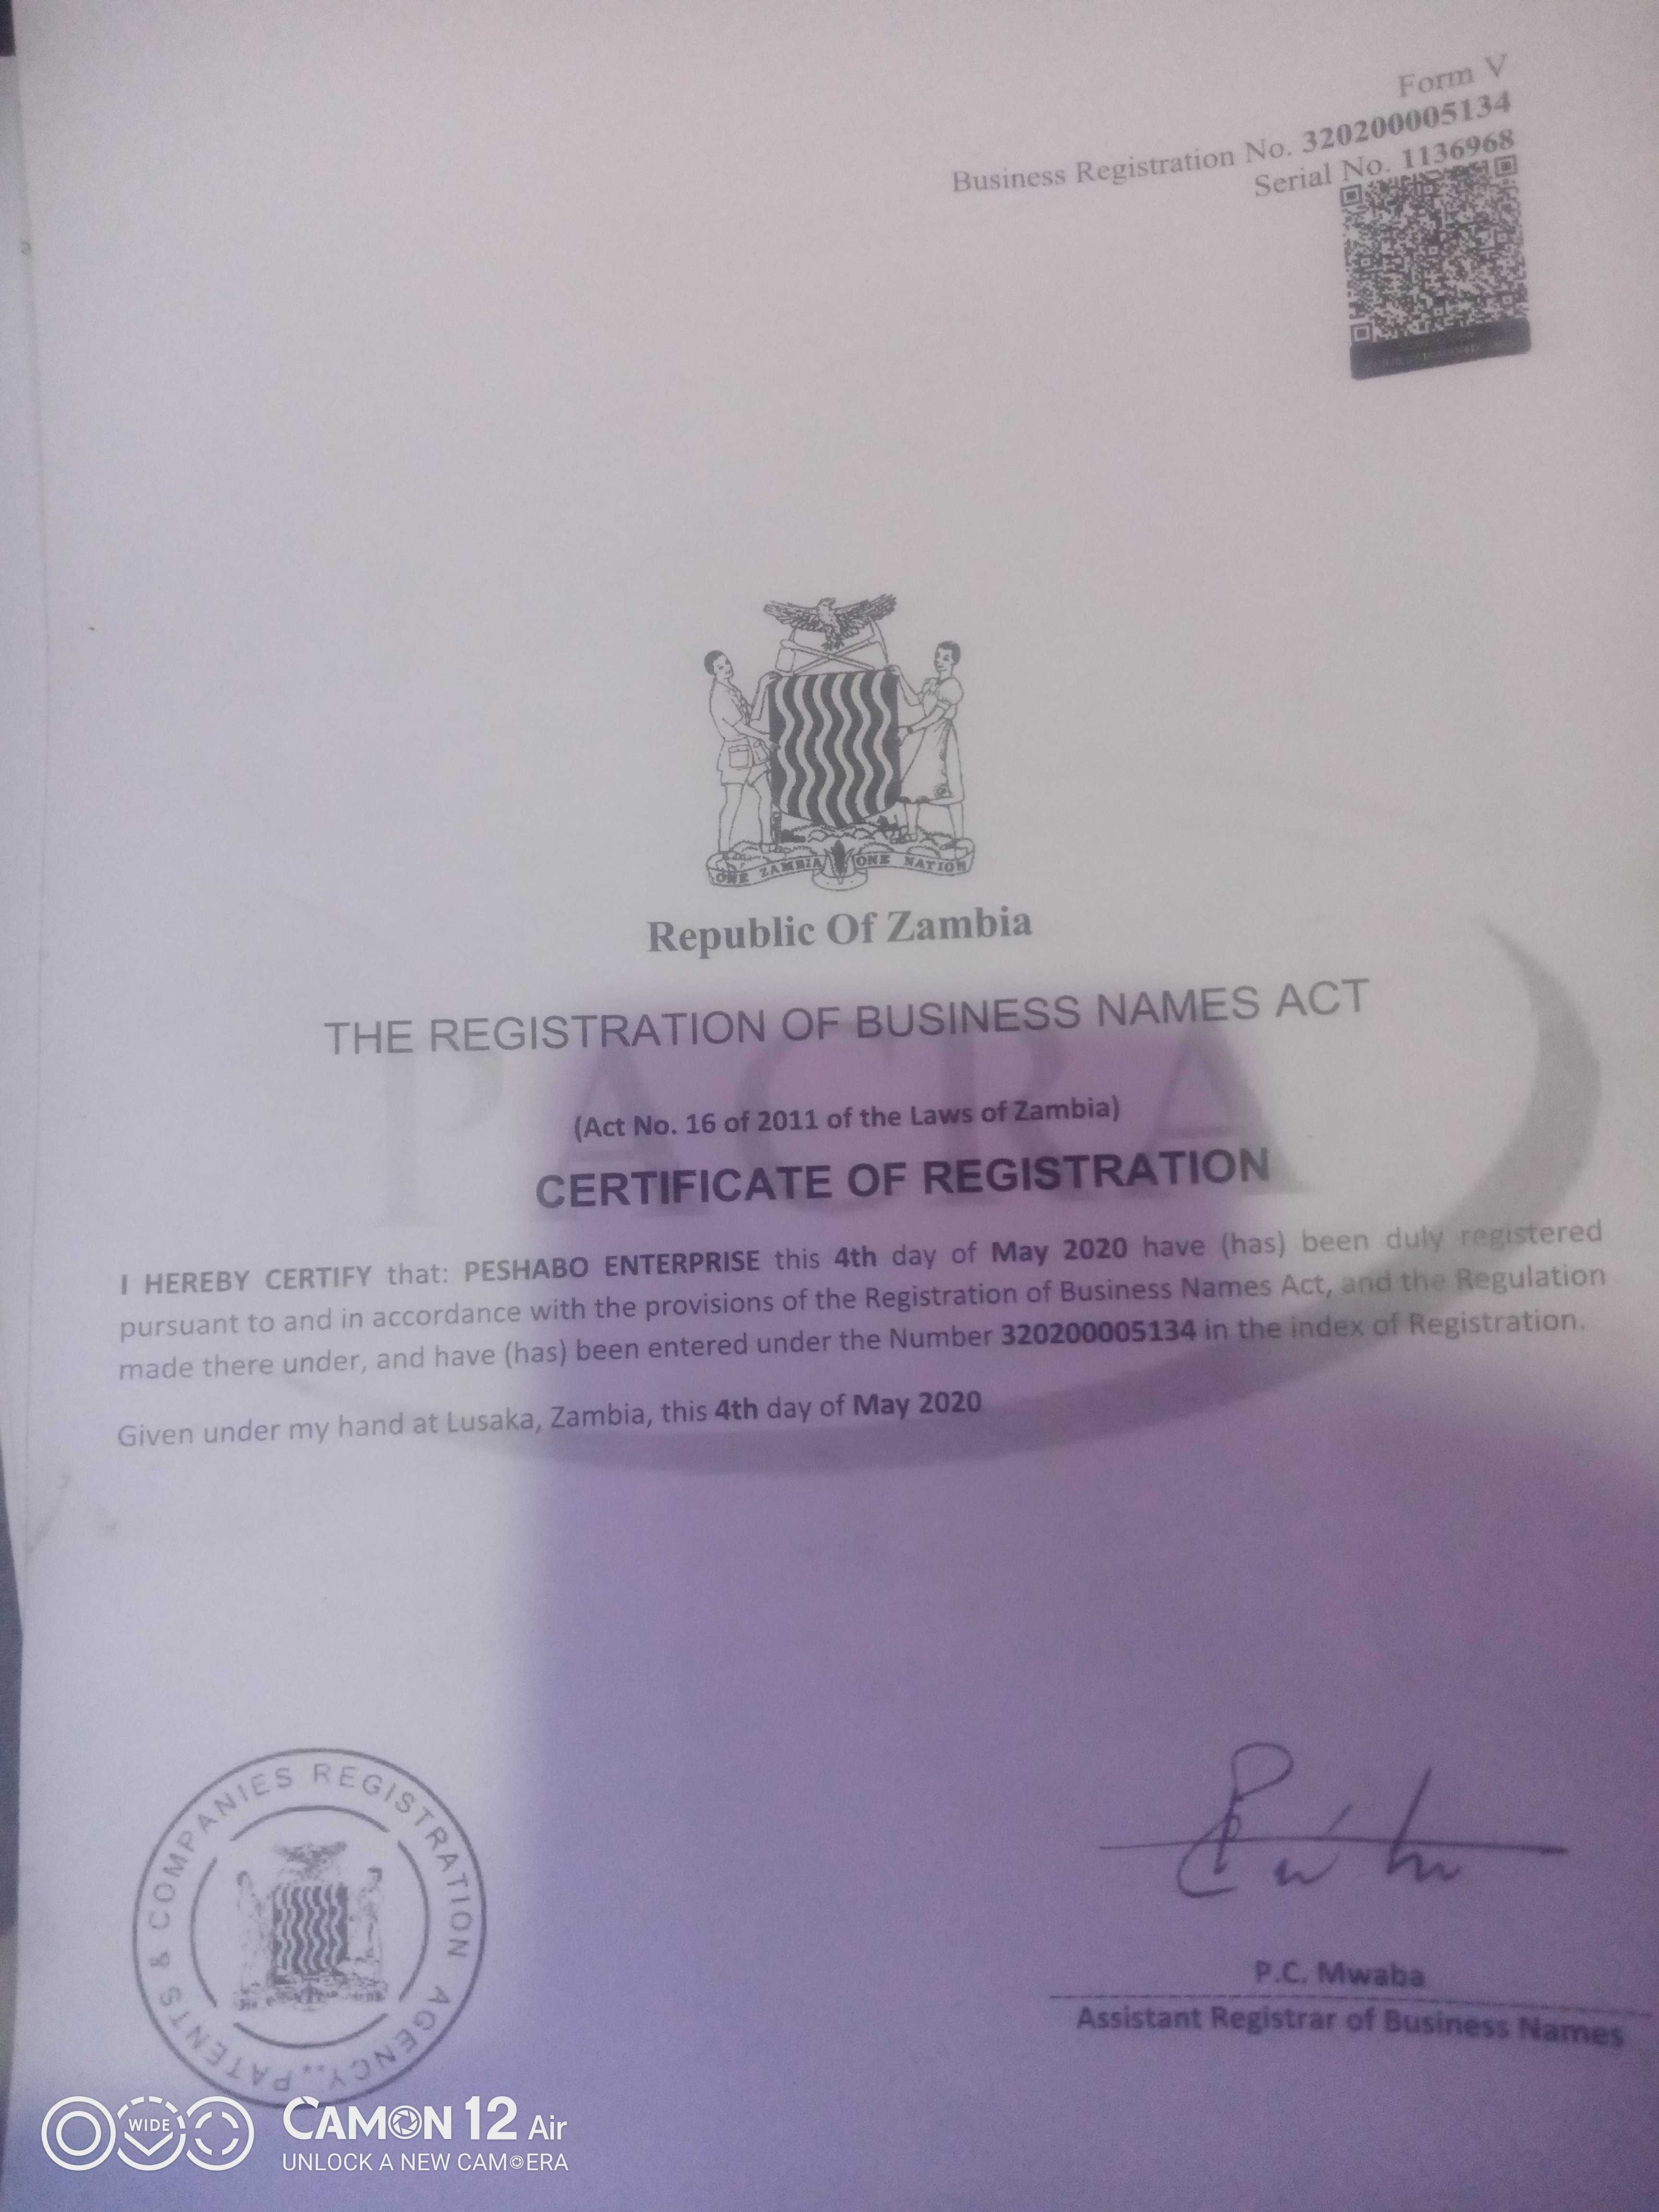 Form V
Business Registration No. 320200005134
Serial No. 1136968
ONE ZAMBIA ONE NATION
Republic Of Zambia
PACRA
THE REGISTRATION OF BUSINESS NAMES ACT
(Act No. 16 of 2011 of the Laws of Zambia)
CERTIFICATE OF REGISTRATION
I HEREBY CERTIFY that: PESHABO ENTERPRISE this 4th day of May 2020 have (has) been duly registered
pursuant to and in accordance with the provisions of the Registration of Business Names Act, and the Regulation
made there under, and have (has) been entered under the Number 320200005134 in the index of Registration.
Given under my hand at Lusaka, Zambia, this 4th day of May 2020
PATENTS & COMPANIES REGISTRATION AGENCY
P.C. Mwaba
Assistant Registrar of Business Names
WIDE
CAMON 12 Air
UNLOCK A NEW CAMERA